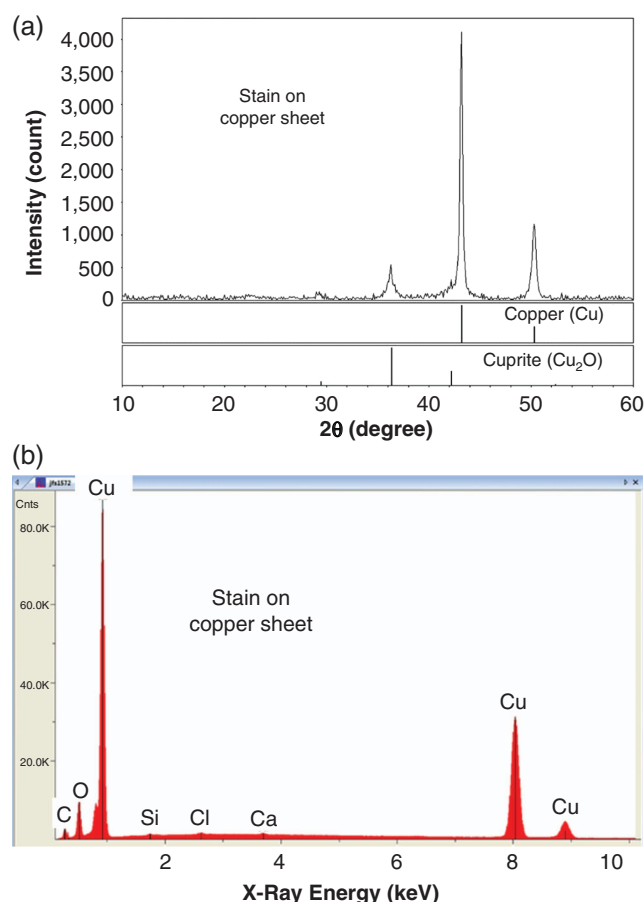 (a)
4,000
3,500
3,000
2,500
2,000
1,500
1,000
500
0
Intensity (count)
Stain on
copper sheet
Copper (Cu)
Cuprite (Cu₂O)
10 20 30 40 50 60
2θ (degree)
(b)
jfs1572
Cnts
80.0K
60.0K
40.0K
20.0K
Cu
Stain on
copper sheet
C O Si Cl Ca Cu Cu
2 4 6 8 10
X-Ray Energy (keV)